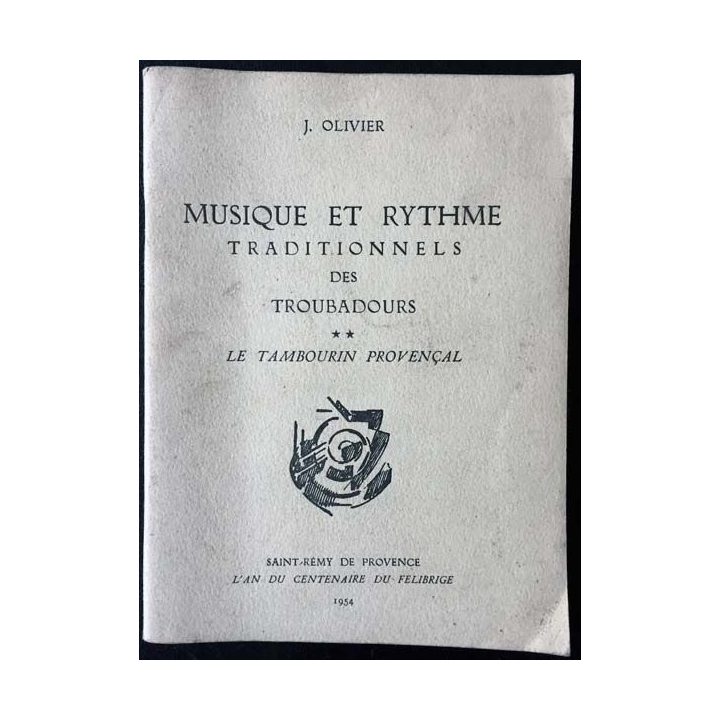 J. OLIVIER
MUSIQUE ET RYTHME
TRADITIONNELS
DES
TROUBADOURS
★★
LE TAMBOURIN PROVENÇAL
SAINT-RÉMY DE PROVENCE
L'AN DU CENTENAIRE DU FELIBRIGE
1954